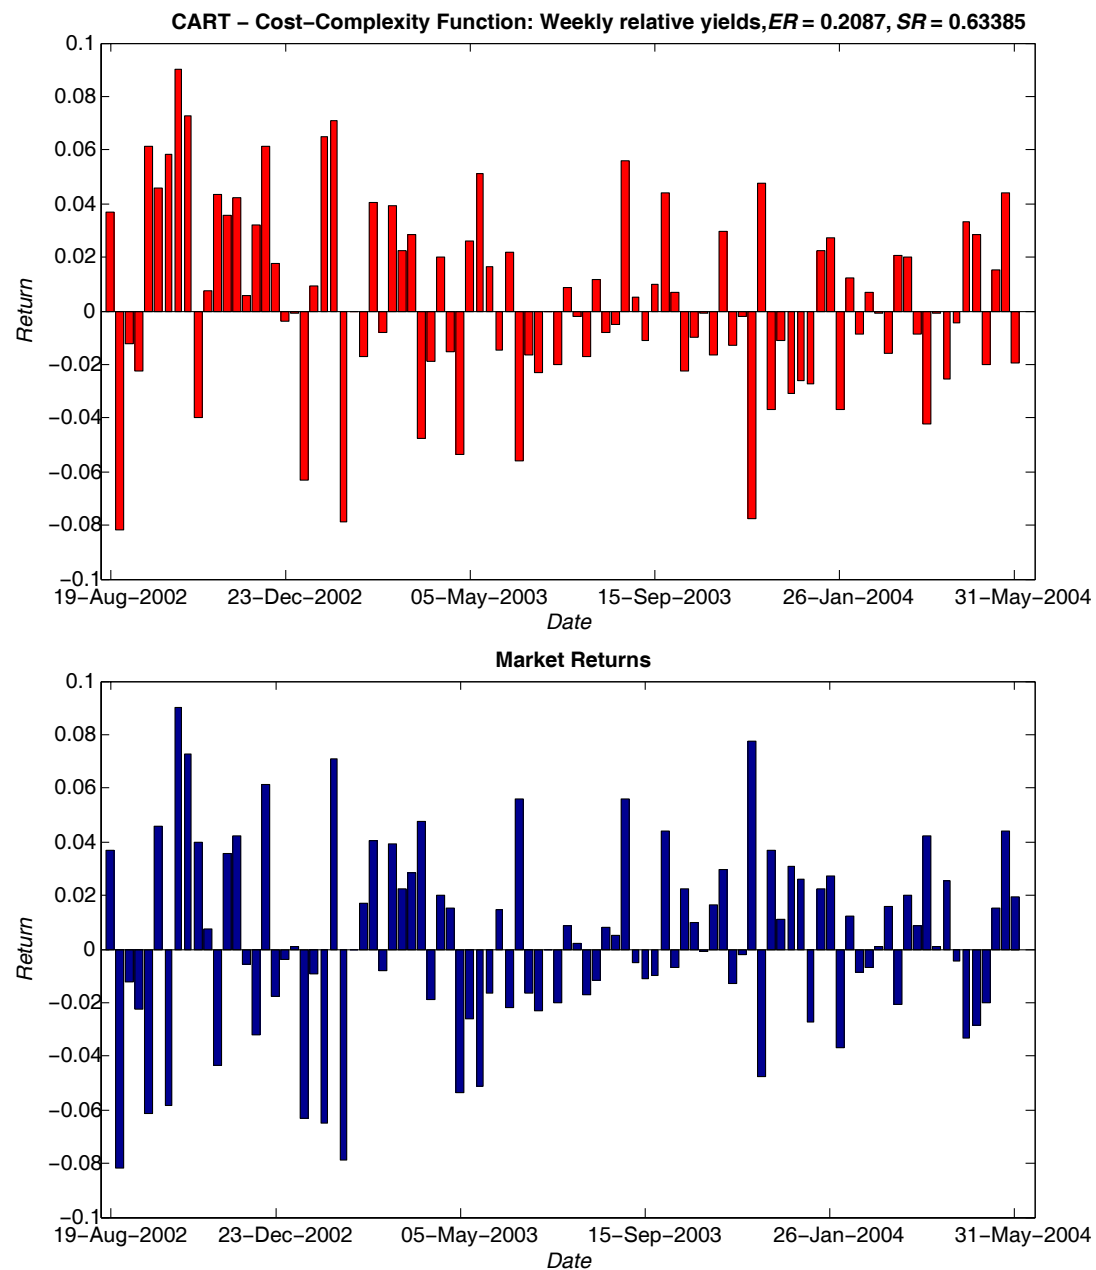 CART − Cost−Complexity Function: Weekly relative yields,ER = 0.2087, SR = 0.63385
0.1
0.08
0.06
0.04
0.02
0
−0.02
−0.04
−0.06
−0.08
−0.1
Return
19−Aug−2002 23−Dec−2002 05−May−2003 15−Sep−2003 26−Jan−2004 31−May−2004
Date
Market Returns
0.1
0.08
0.06
0.04
0.02
0
−0.02
−0.04
−0.06
−0.08
−0.1
Return
19−Aug−2002 23−Dec−2002 05−May−2003 15−Sep−2003 26−Jan−2004 31−May−2004
Date